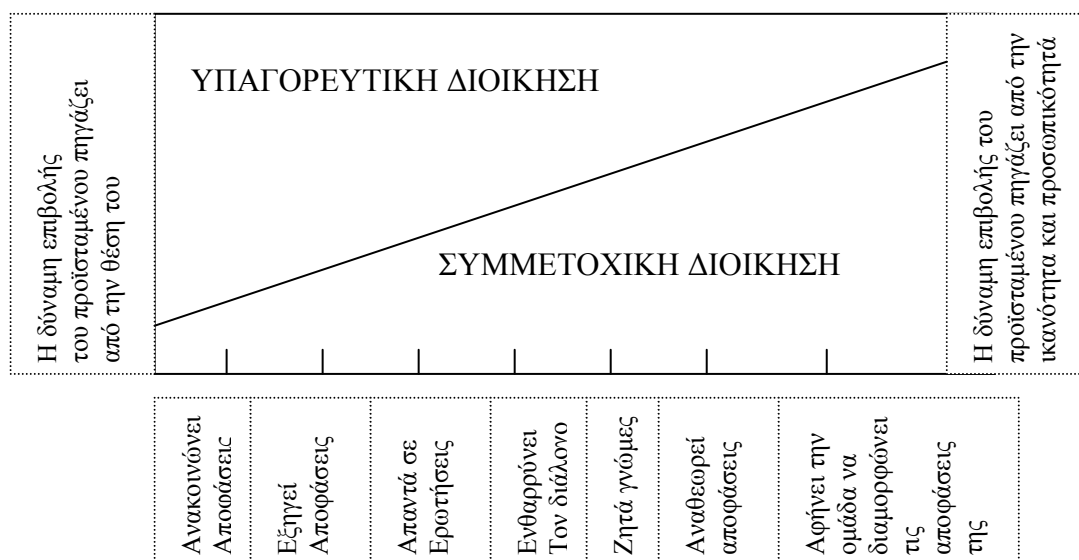 Η δύναμη επιβολής
του προϊσταμένου πηγάζει
από την θέση του
ΥΠΑΓΟΡΕΥΤΙΚΗ ΔΙΟΙΚΗΣΗ
ΣΥΜΜΕΤΟΧΙΚΗ ΔΙΟΙΚΗΣΗ
Η δύναμη επιβολής του
προϊσταμένου πηγάζει από την
ικανότητα και προσωπικότητά
Ανακοινώνει
Αποφάσεις
Εξηγεί
Αποφάσεις
Απαντά σε
Ερωτήσεις
Ενθαρρύνει
Τον διάλογο
Ζητά γνώμες
Αναθεωρεί
αποφάσεις
Αφήνει την
ομάδα να
διαμορφώνει
τις
αποφάσεις
της